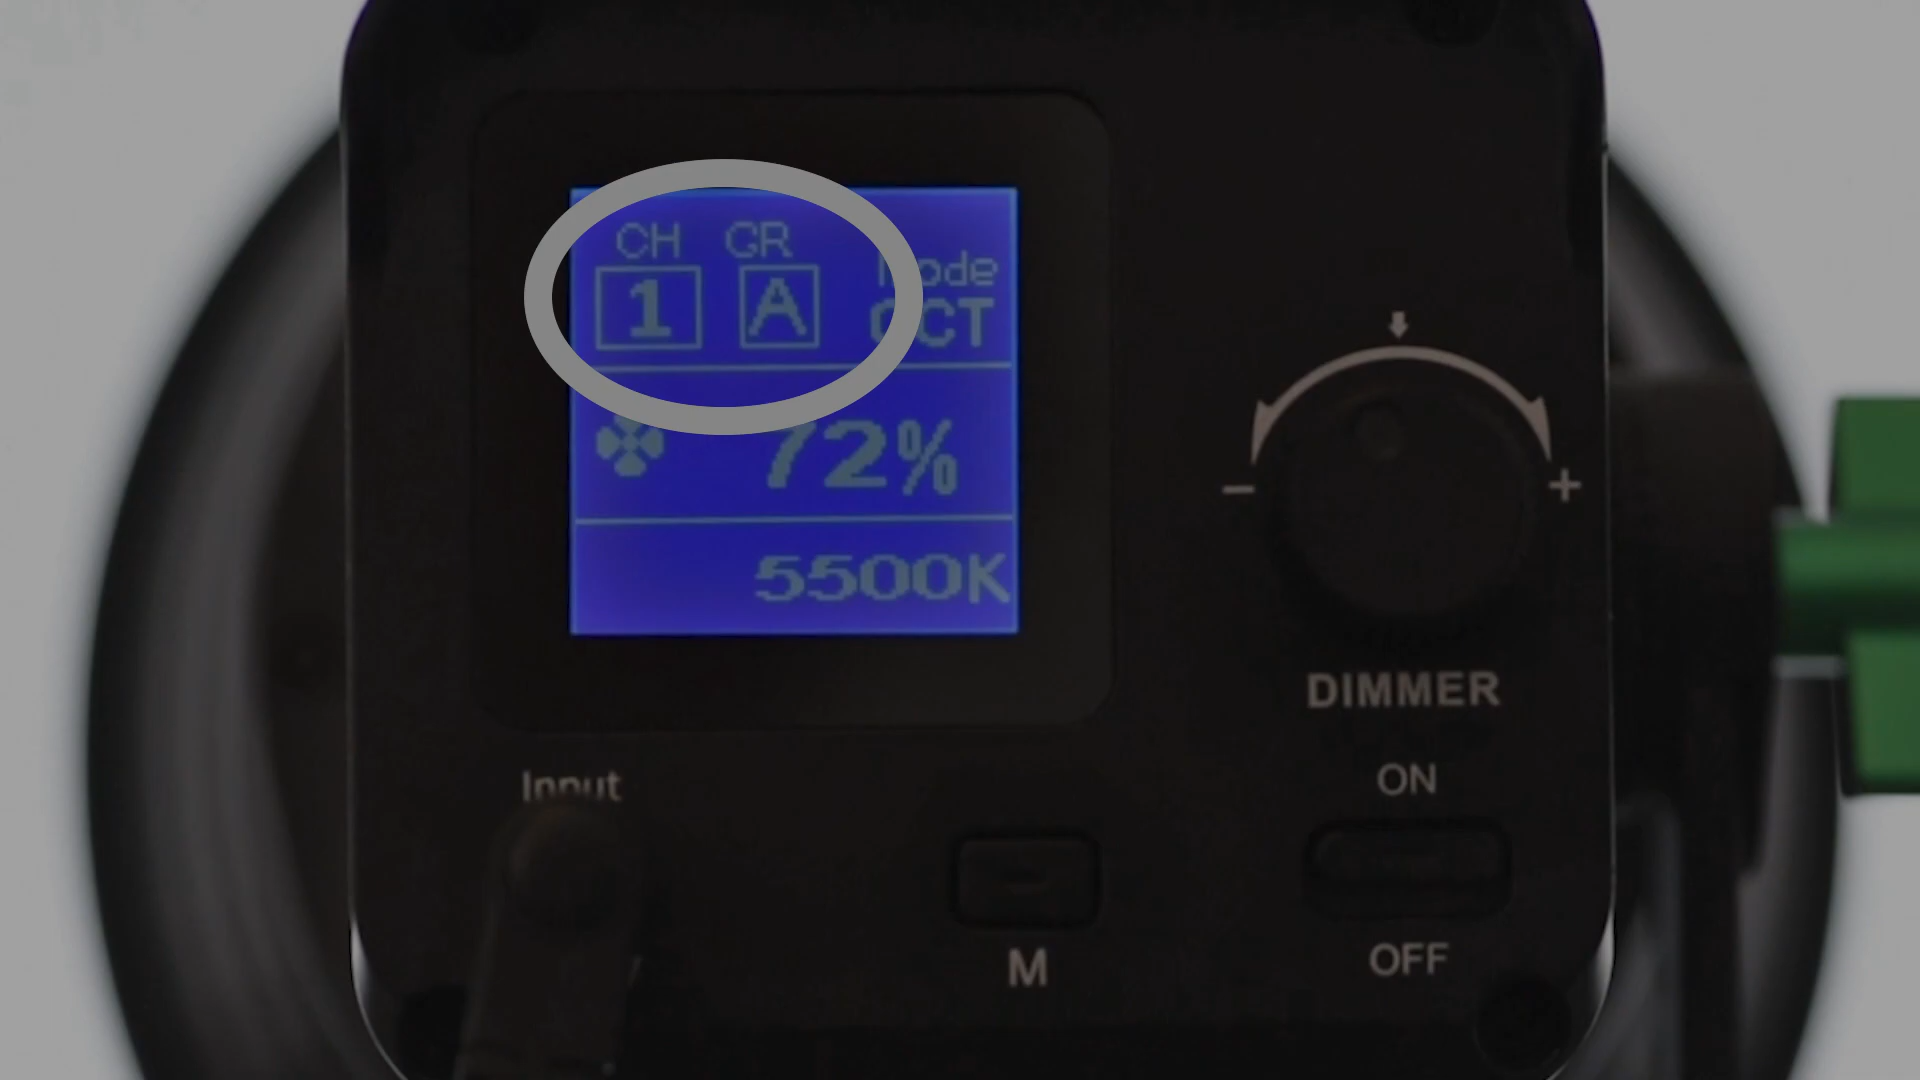 CH GR
1 A
Mode
CCT
72%
5500K
− +
DIMMER
Input
ON
M
OFF